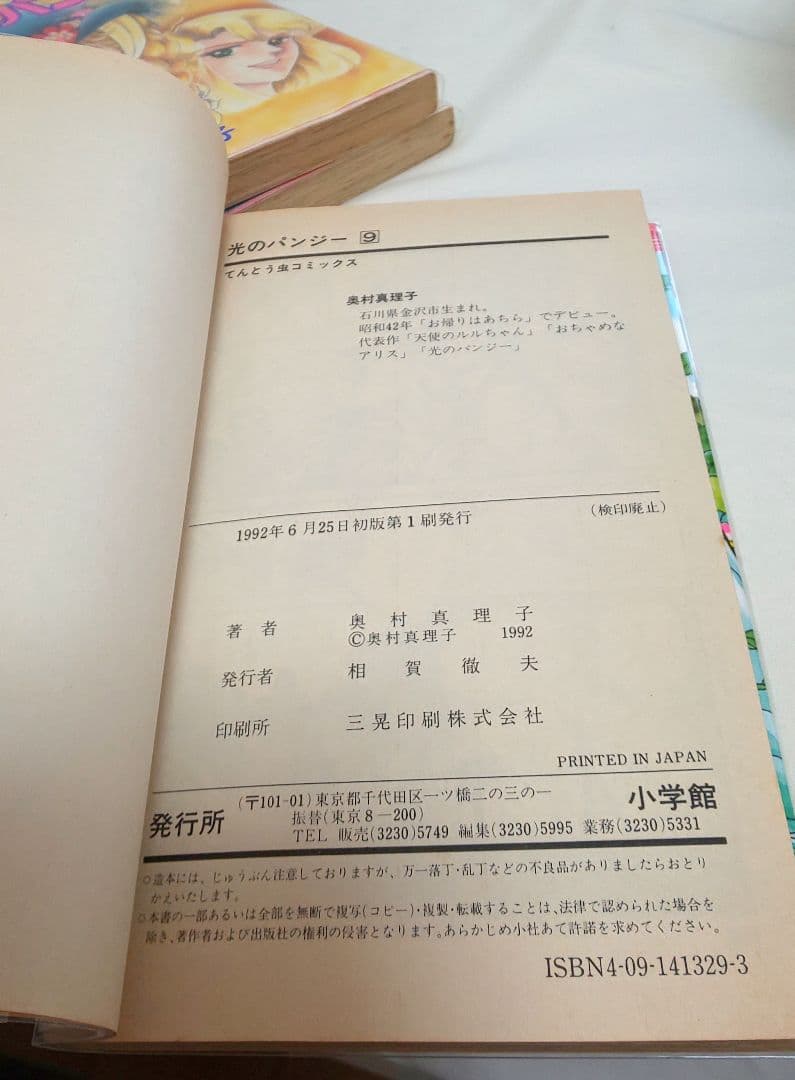 光のパンジー 9
てんとう虫コミックス
奥村真理子
石川県金沢市生まれ。
昭和42年「お帰りはあちら」でデビュー。
代表作「天使のルルちゃん」「おちゃめな
アリス」「光のパンジー」
1992年6月25日初版第1刷発行
(検印廃止)
著者 奥村真理子
©奥村真理子 1992
発行者 相賀徹夫
印刷所 三晃印刷株式会社
PRINTED IN JAPAN
発行所 (〒101-01)東京都千代田区一ツ橋二の三の一 小学館
振替(東京8-200)
TEL 販売(3230)5749 編集(3230)5995 業務(3230)5331
○造本には、じゅうぶん注意しておりますが、万一落丁・乱丁などの不良品がありましたらおとり
かえいたします。
○本書の一部あるいは全部を無断で複写(コピー)・複製・転載することは、法律で認められた場合を
除き、著作者および出版社の権利の侵害となります。あらかじめ小社あて許諾を求めてください。
ISBN4-09-141329-3